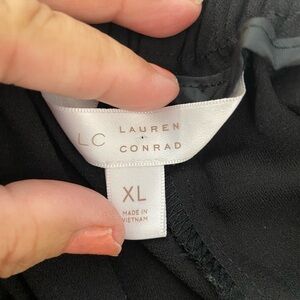 LC LAUREN
CONRAD
XL
MADE IN
VIETNAM